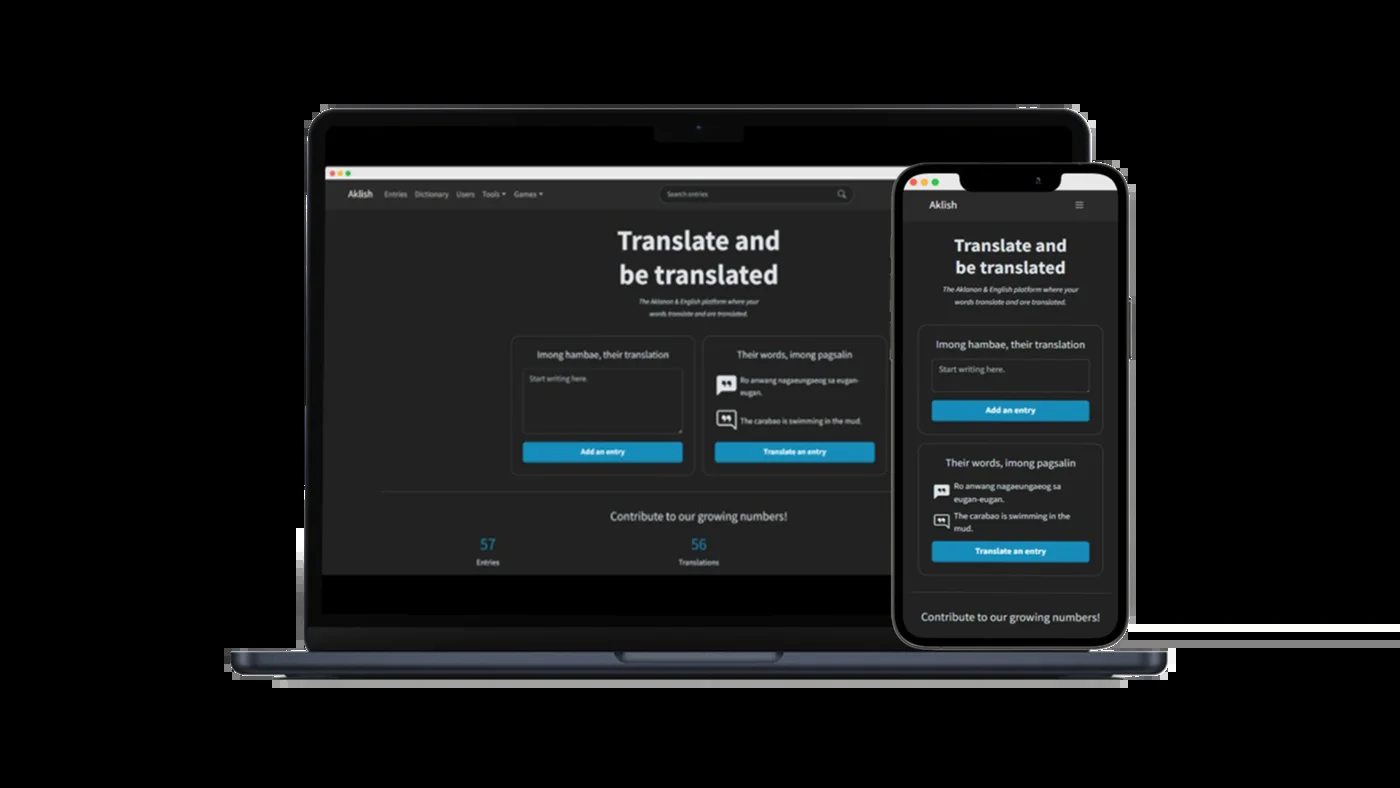 Aklish Entries Dictionary Users Tools Games
Search entries
Translate and
be translated
The Aklanon & English platform where your
words translate and are translated.
Imong hambae, their translation
Start writing here.
Add an entry
Their words, imong pagsalin
Ro anwang nagaeungaeog sa eugan-
eugan.
The carabao is swimming in the mud.
Translate an entry
Contribute to our growing numbers!
57
Entries
56
Translations
Aklish
Translate and
be translated
The Aklanon & English platform where your
words translate and are translated.
Imong hambae, their translation
Start writing here.
Add an entry
Their words, imong pagsalin
Ro anwang nagaeungaeog sa
eugan-eugan.
The carabao is swimming in the
mud.
Translate an entry
Contribute to our growing numbers!